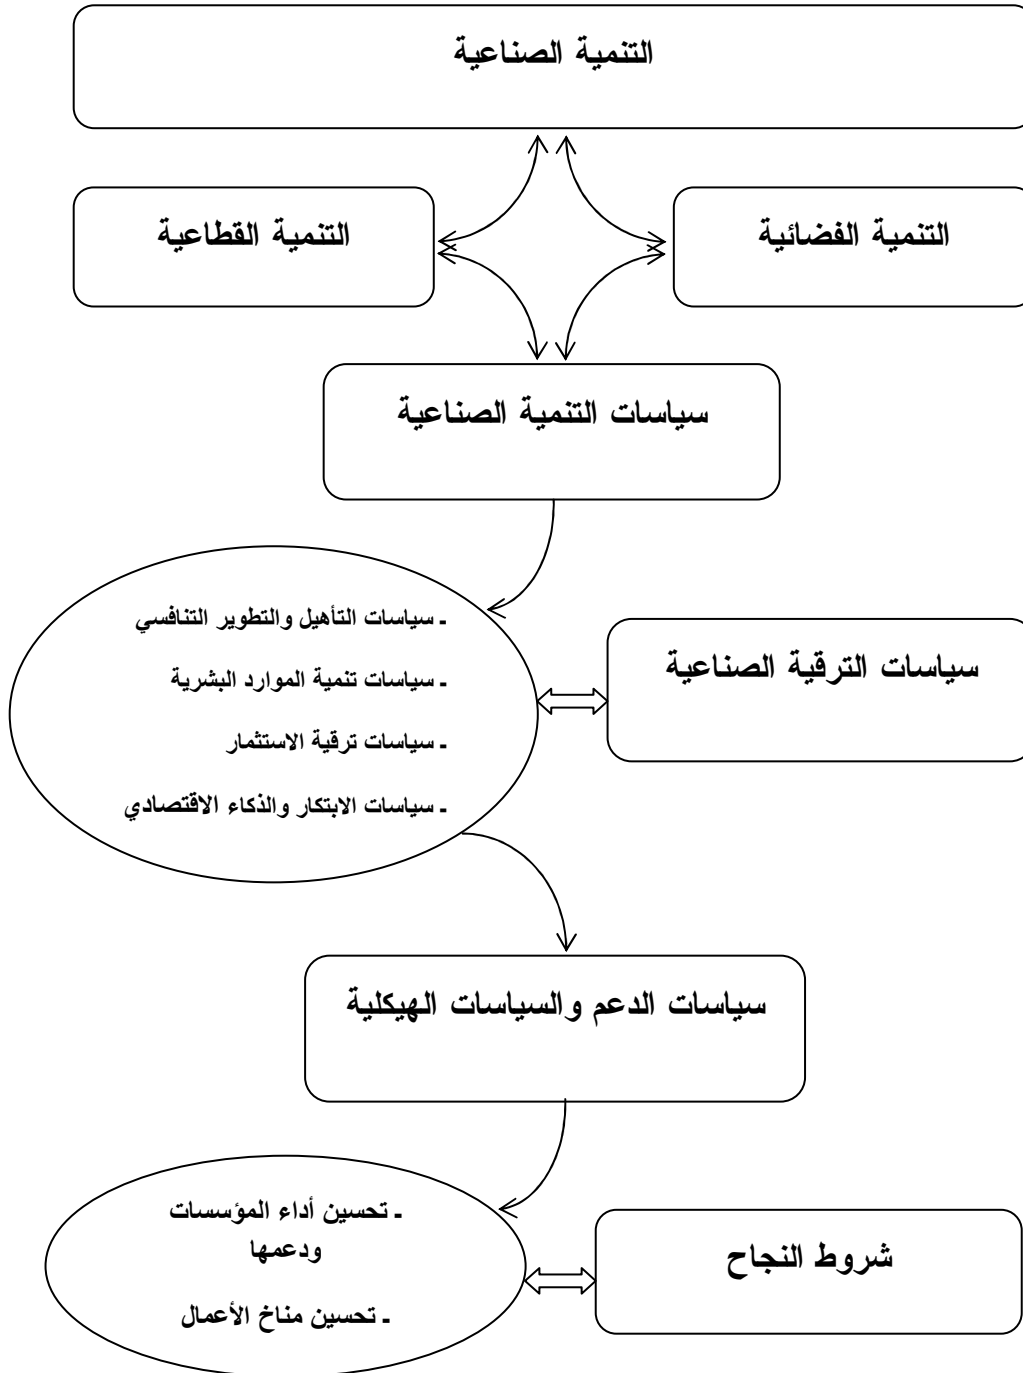 التنمية الصناعية
التنمية الفضائية
التنمية القطاعية
سياسات التنمية الصناعية
ـ سياسات التأهيل والتطوير التنافسي
ـ سياسات تنمية الموارد البشرية
ـ سياسات ترقية الاستثمار
ـ سياسات الابتكار والذكاء الاقتصادي
سياسات الترقية الصناعية
سياسات الدعم والسياسات الهيكلية
ـ تحسين أداء المؤسسات
ودعمها
ـ تحسين مناخ الأعمال
شروط النجاح